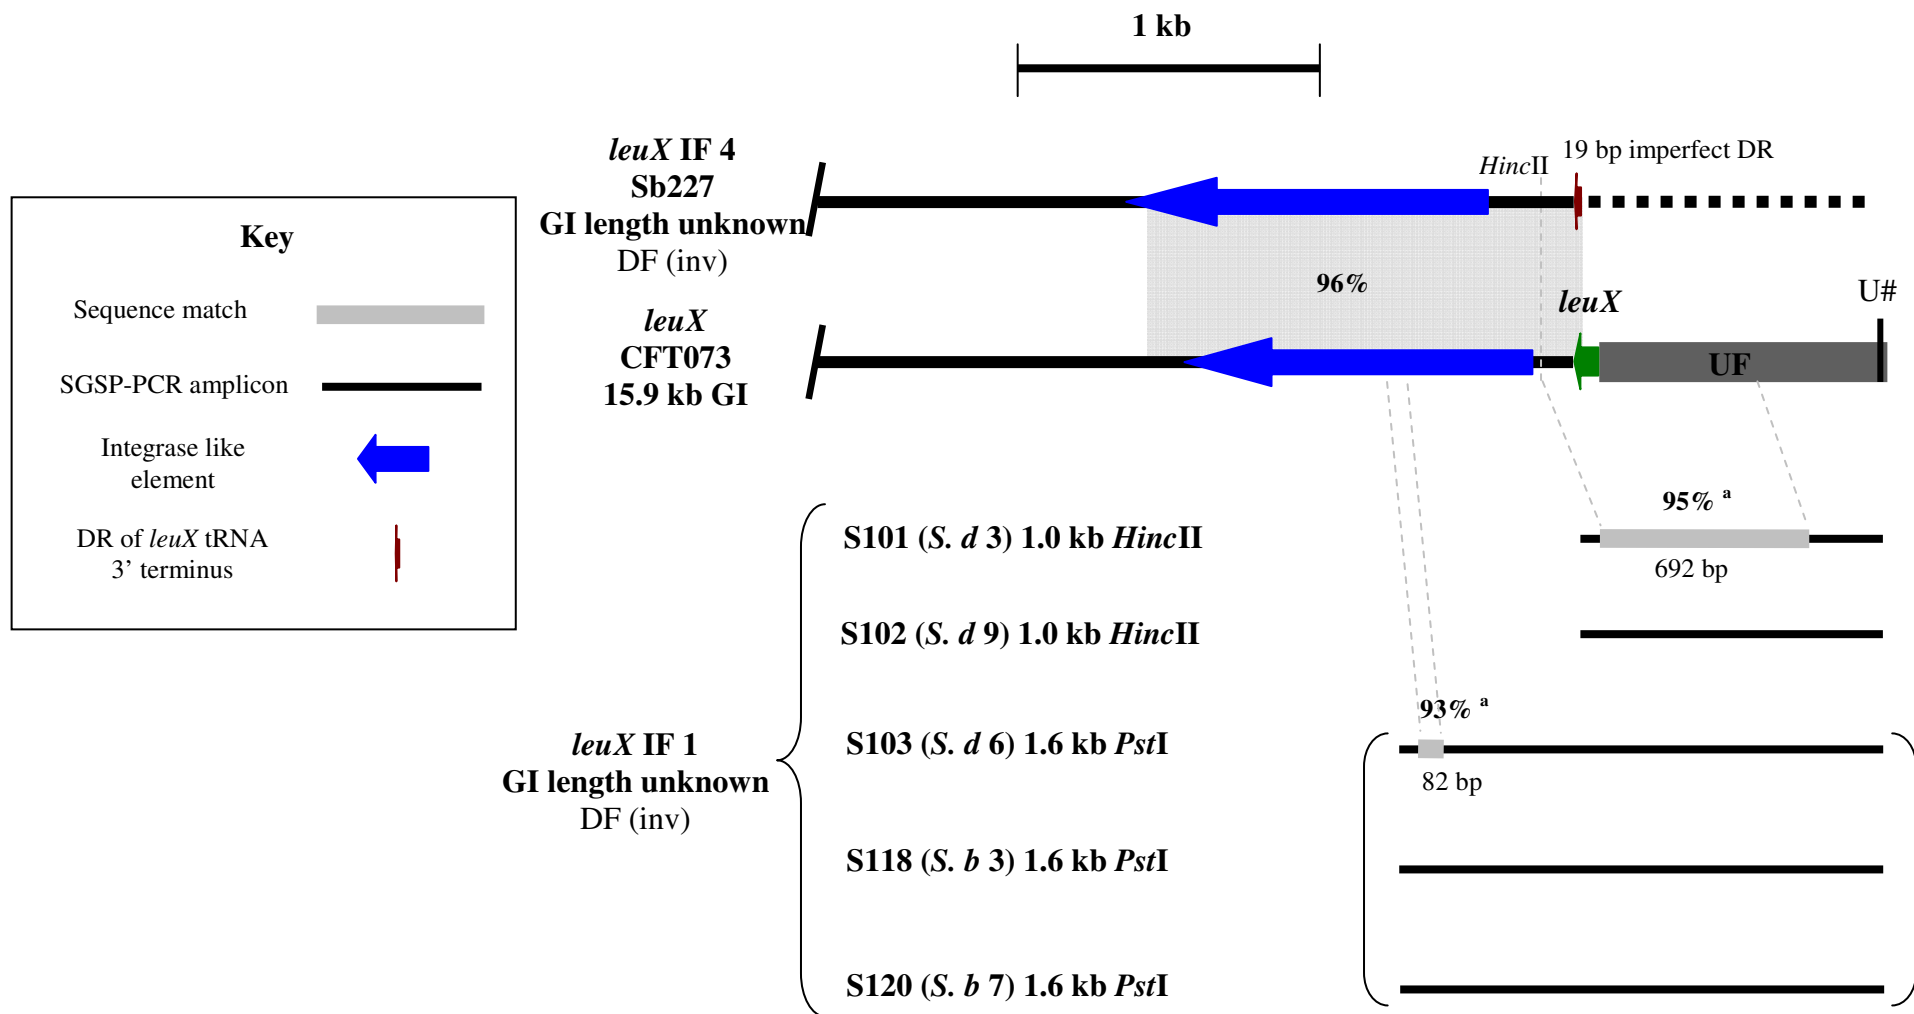 1 kb
leuX IF 4
Sb227
GI length unknown
DF (inv)
HincII
19 bp imperfect DR
96%
leuX
CFT073
15.9 kb GI
leuX
U#
UF
Key
Sequence match
SGSP-PCR amplicon
Integrase like
element
DR of leuX tRNA
3’ terminus
leuX IF 1
GI length unknown
DF (inv)
S101 (S. d 3) 1.0 kb HincII
95% a
692 bp
S102 (S. d 9) 1.0 kb HincII
S103 (S. d 6) 1.6 kb PstI
93% a
82 bp
S118 (S. b 3) 1.6 kb PstI
S120 (S. b 7) 1.6 kb PstI